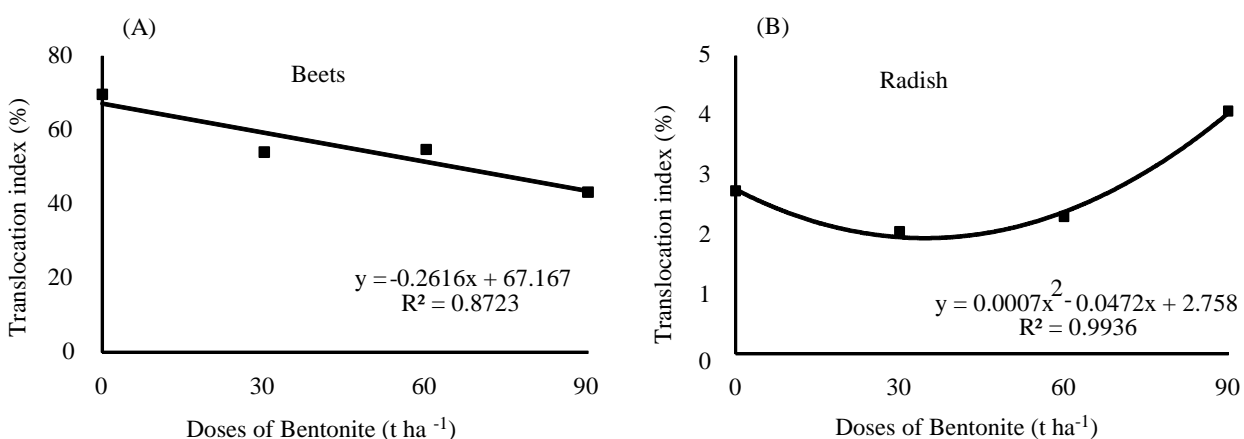 (A)
Beets
Translocation index (%)
80
60
40
20
0
y = -0.2616x + 67.167
R² = 0.8723
0 30 60 90
Doses of Bentonite (t ha⁻¹)
(B)
Radish
Translocation index (%)
5
4
3
2
1
0
y = 0.0007x² - 0.0472x + 2.758
R² = 0.9936
0 30 60 90
Doses of Bentonite (t ha⁻¹)